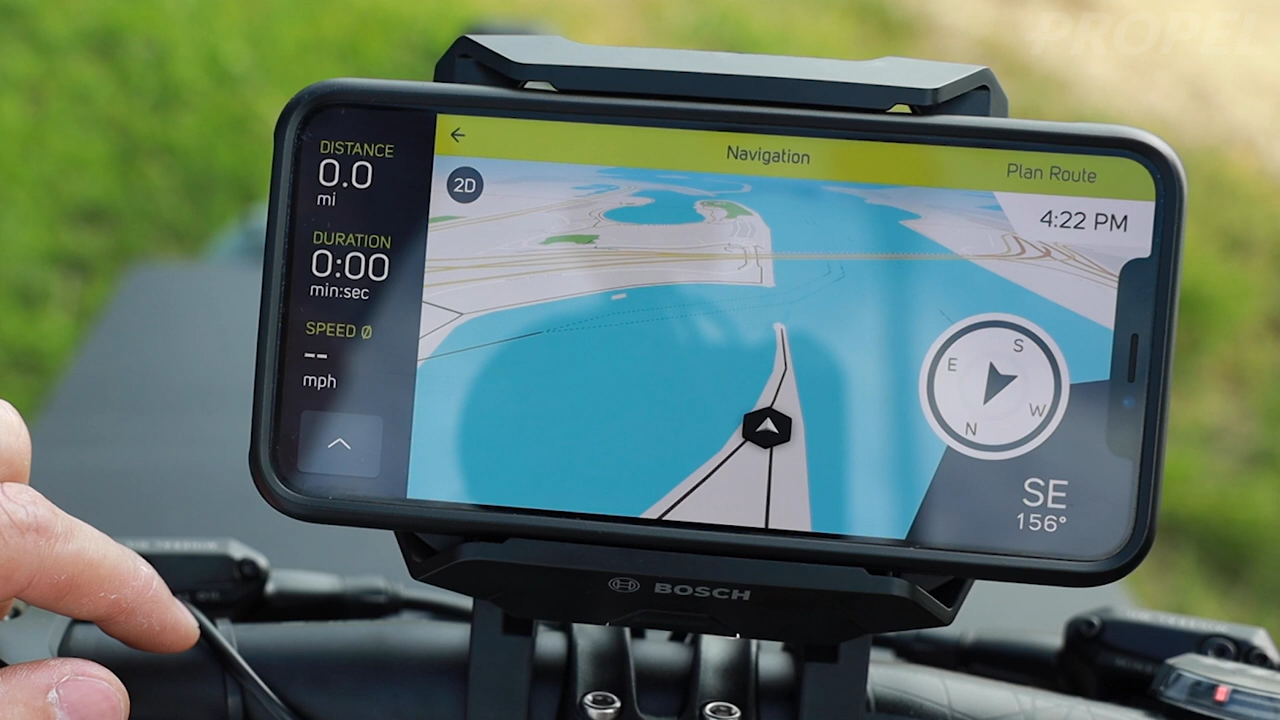 PROPEL
DISTANCE
0.0
mi
DURATION
0:00
min:sec
SPEED Ø
--
mph
Navigation
Plan Route
2D
4:22 PM
S
E
W
N
SE
156°
BOSCH